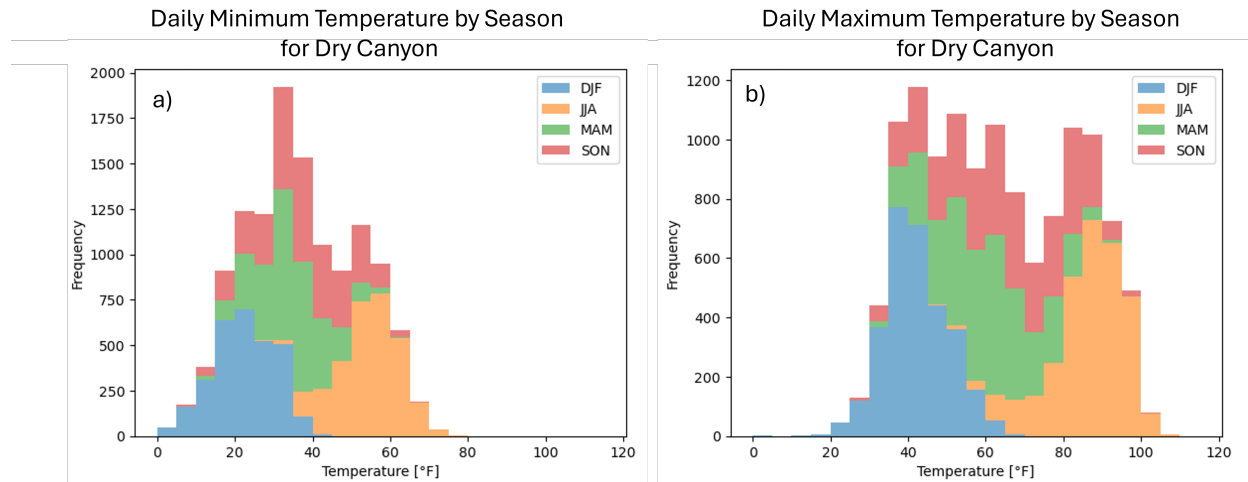 Daily Minimum Temperature by Season
for Dry Canyon
a)
DJF
JJA
MAM
SON
2000
1750
1500
1250
1000
750
500
250
0
Frequency
0 20 40 60 80 100 120
Temperature [°F]
Daily Maximum Temperature by Season
for Dry Canyon
b)
DJF
JJA
MAM
SON
1200
1000
800
600
400
200
0
Frequency
0 20 40 60 80 100 120
Temperature [°F]